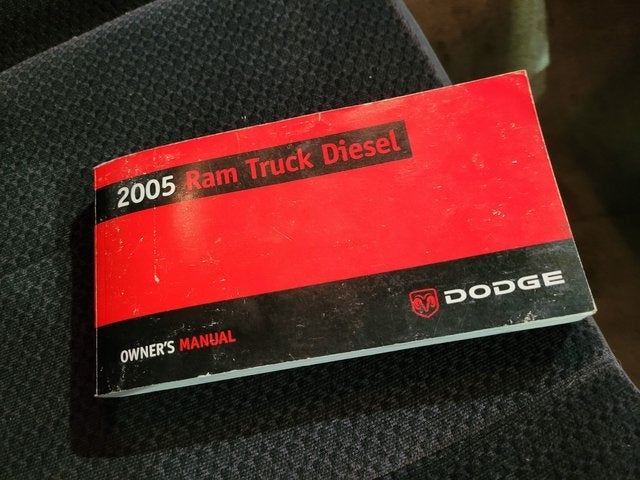 2005 Ram Truck Diesel
DODGE
OWNER'S MANUAL